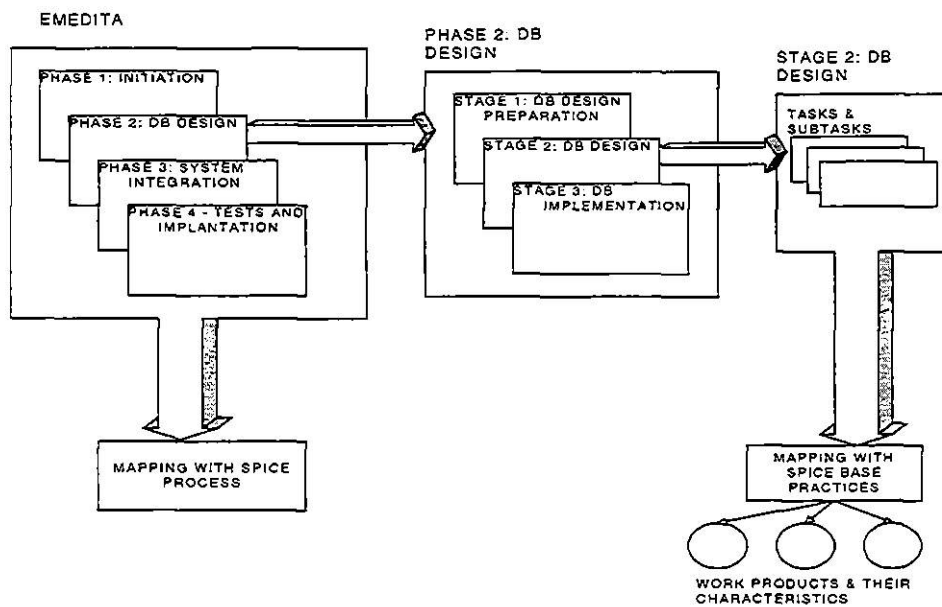 EMEDITA
PHASE 1: INITIATION
PHASE 2: DB DESIGN
PHASE 3: SYSTEM
INTEGRATION
PHASE 4 - TESTS AND
IMPLANTATION
MAPPING WITH SPICE
PROCESS
PHASE 2: DB
DESIGN
STAGE 1: DB DESIGN
PREPARATION
STAGE 2: DB DESIGN
STAGE 3: DB
IMPLEMENTATION
STAGE 2: DB
DESIGN
TASKS &
SUBTASKS
MAPPING WITH
SPICE BASE
PRACTICES
WORK PRODUCTS & THEIR
CHARACTERISTICS